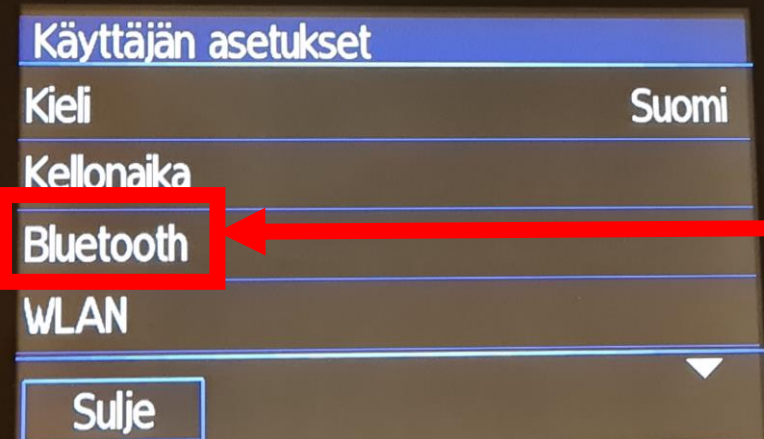 Käyttäjän asetukset
Kieli Suomi
Kellonaika
Bluetooth
WLAN
Sulje